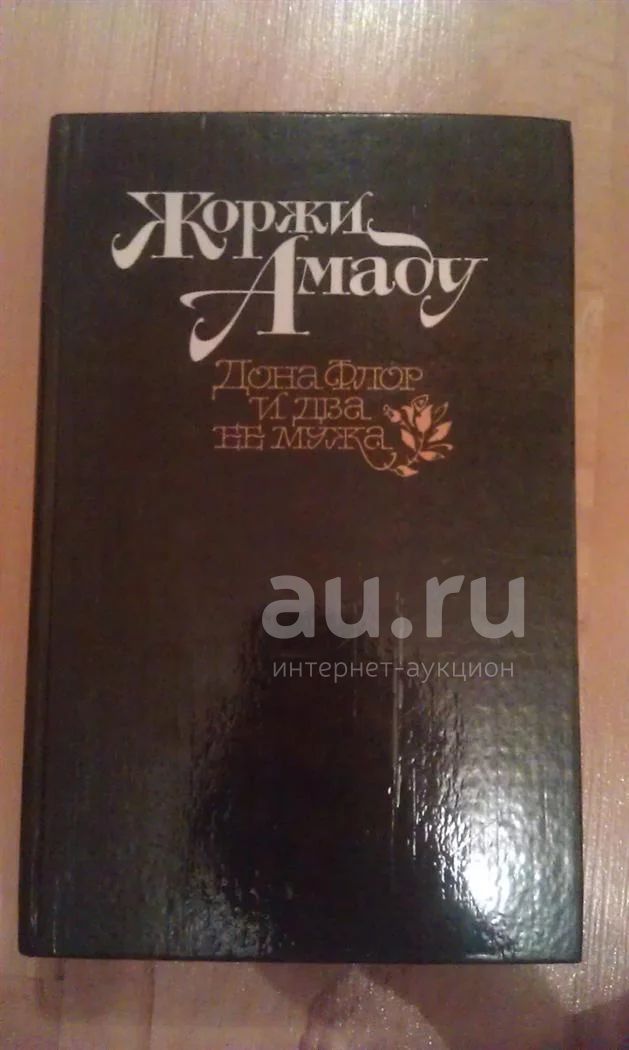 Жоржи
Амаду
Дона Флор
и два
ее мужа
au.ru
интернет-аукцион